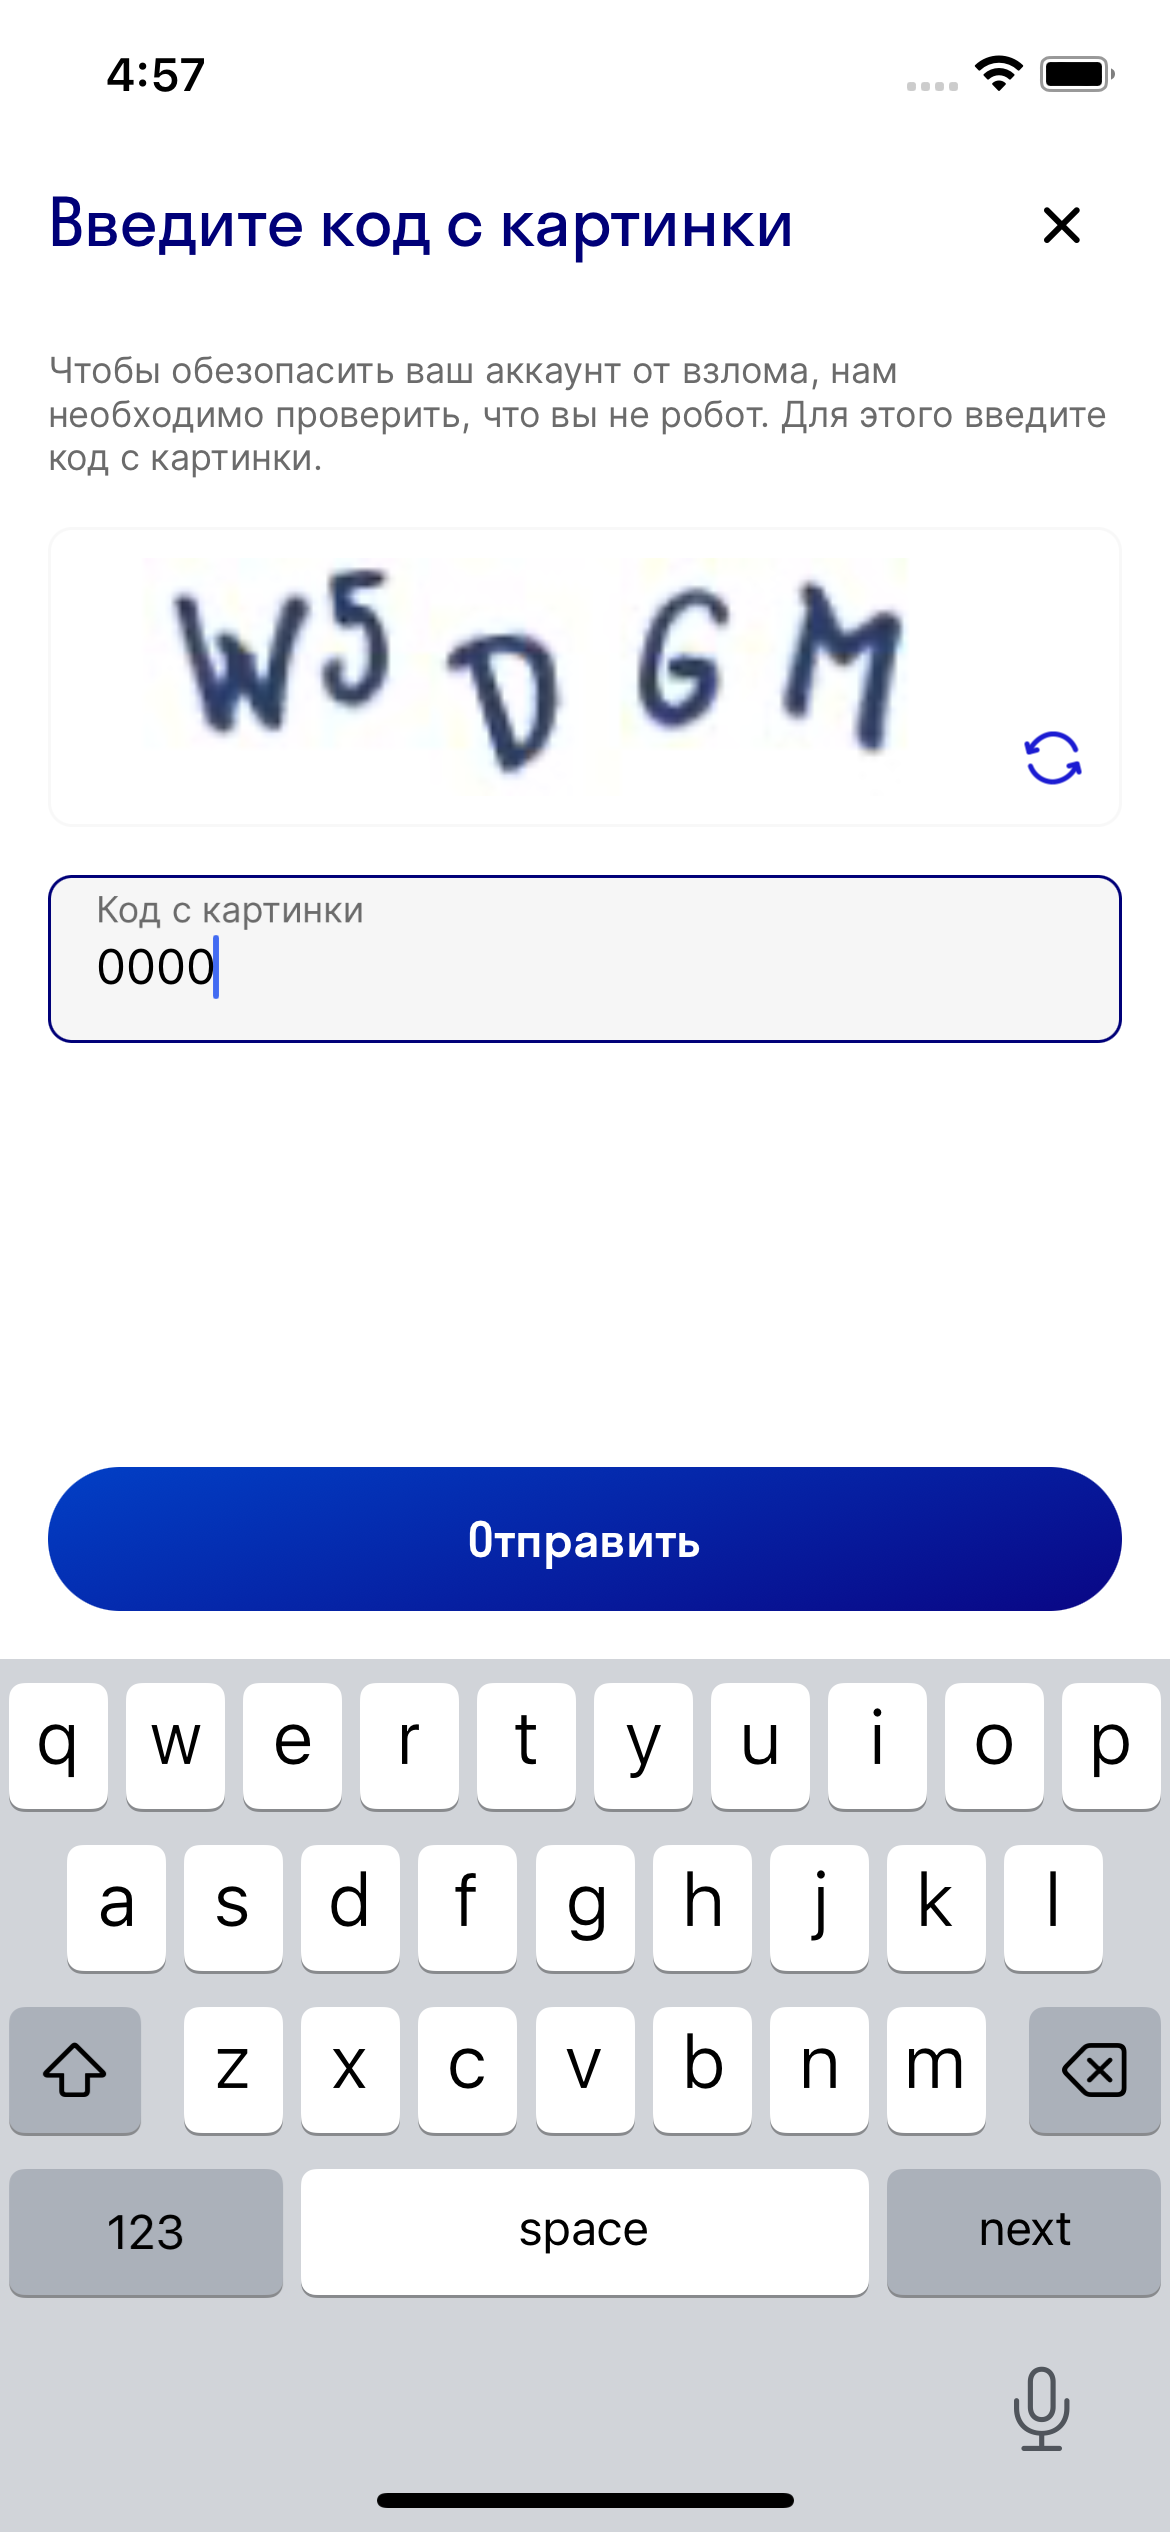 4:57
Введите код с картинки
Чтобы обезопасить ваш аккаунт от взлома, нам
необходимо проверить, что вы не робот. Для этого введите
код с картинки.
W5DGM
Код с картинки
0000
Отправить
q w e r t y u i o p
a s d f g h j k l
z x c v b n m
123 space next